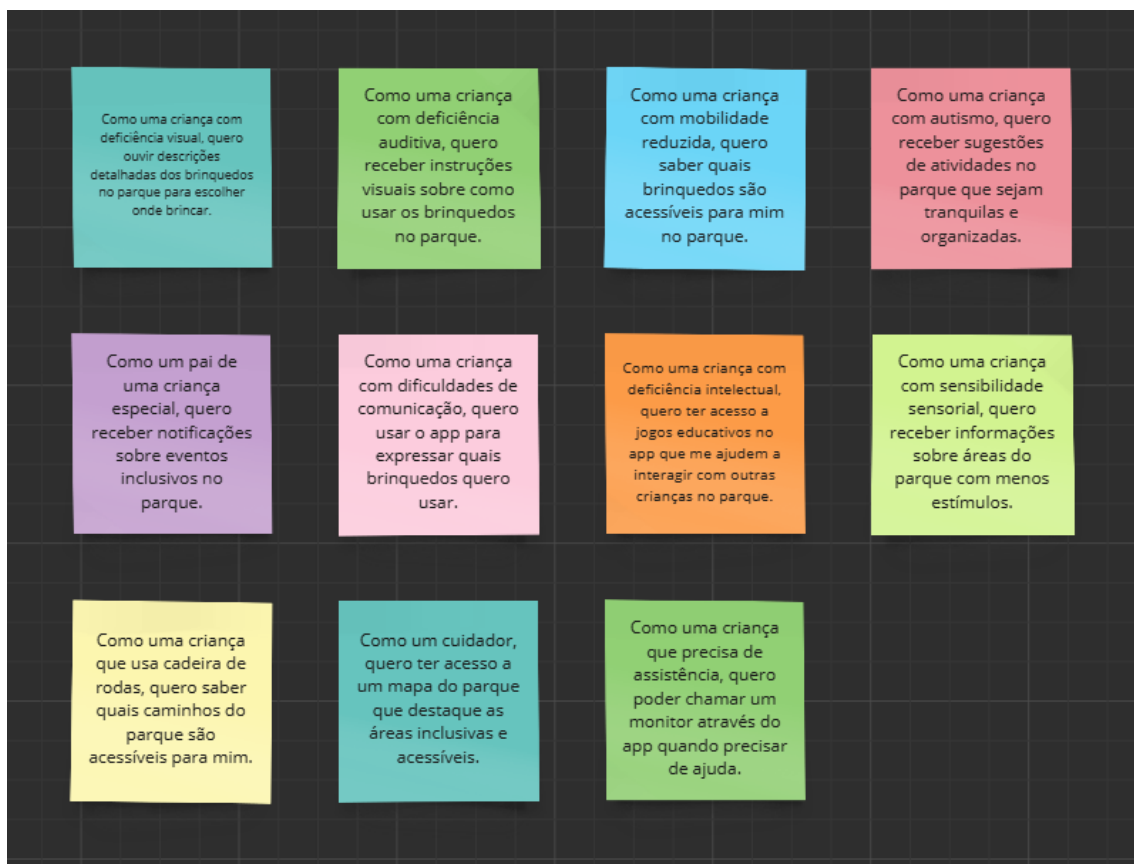 Como uma criança com
deficiência visual, quero
ouvir descrições
detalhadas dos brinquedos
no parque para escolher
onde brincar.
Como uma criança
com deficiência
auditiva, quero
receber instruções
visuais sobre como
usar os brinquedos
no parque.
Como uma criança
com mobilidade
reduzida, quero
saber quais
brinquedos são
acessíveis para mim
no parque.
Como uma criança
com autismo, quero
receber sugestões
de atividades no
parque que sejam
tranquilas e
organizadas.
Como um pai de
uma criança
especial, quero
receber notificações
sobre eventos
inclusivos no
parque.
Como uma criança
com dificuldades de
comunicação, quero
usar o app para
expressar quais
brinquedos quero
usar.
Como uma criança com
deficiência intelectual,
quero ter acesso a
jogos educativos no
app que me ajudem a
interagir com outras
crianças no parque.
Como uma criança
com sensibilidade
sensorial, quero
receber informações
sobre áreas do
parque com menos
estímulos.
Como uma criança
que usa cadeira de
rodas, quero saber
quais caminhos do
parque são
acessíveis para mim.
Como um cuidador,
quero ter acesso a
um mapa do parque
que destaque as
áreas inclusivas e
acessíveis.
Como uma criança
que precisa de
assistência, quero
poder chamar um
monitor através do
app quando precisar
de ajuda.